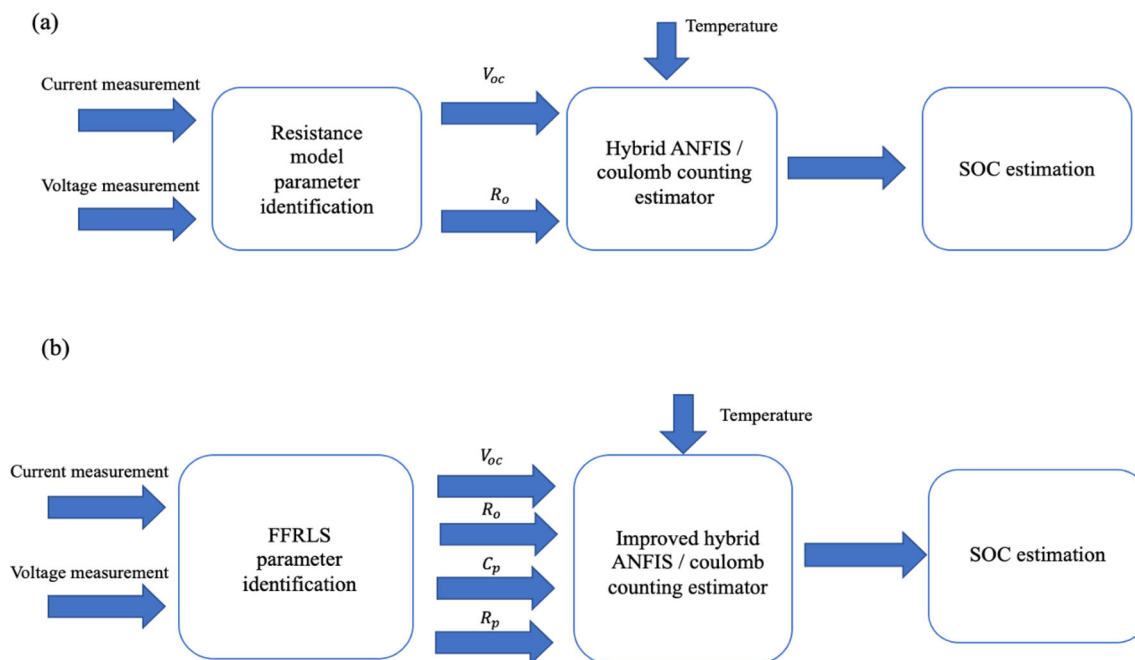 (a)
Temperature
Current measurement
Voltage measurement
Resistance
model
parameter
identification
V_oc
R_o
Hybrid ANFIS /
coulomb counting
estimator
SOC estimation
(b)
Temperature
Current measurement
Voltage measurement
FFRLS
parameter
identification
V_oc
R_o
C_p
R_p
Improved hybrid
ANFIS / coulomb
counting estimator
SOC estimation